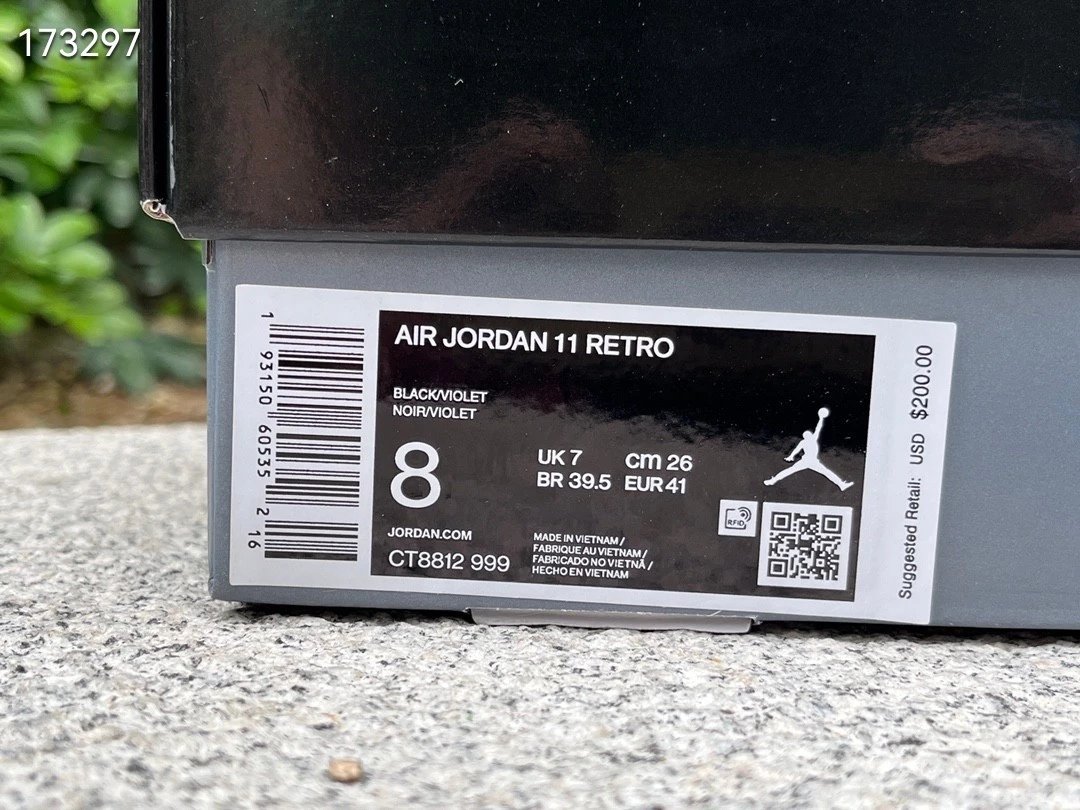 173297
AIR JORDAN 11 RETRO
BLACK/VIOLET
NOIR/VIOLET
8
UK 7 cm 26
BR 39.5 EUR 41
JORDAN.COM
CT8812 999
MADE IN VIETNAM /
FABRIQUE AU VIETNAM /
FABRICADO NO VIETNÃ /
HECHO EN VIETNAM
RFID
1 93150 60535 2 16
Suggested Retail: USD $200.00